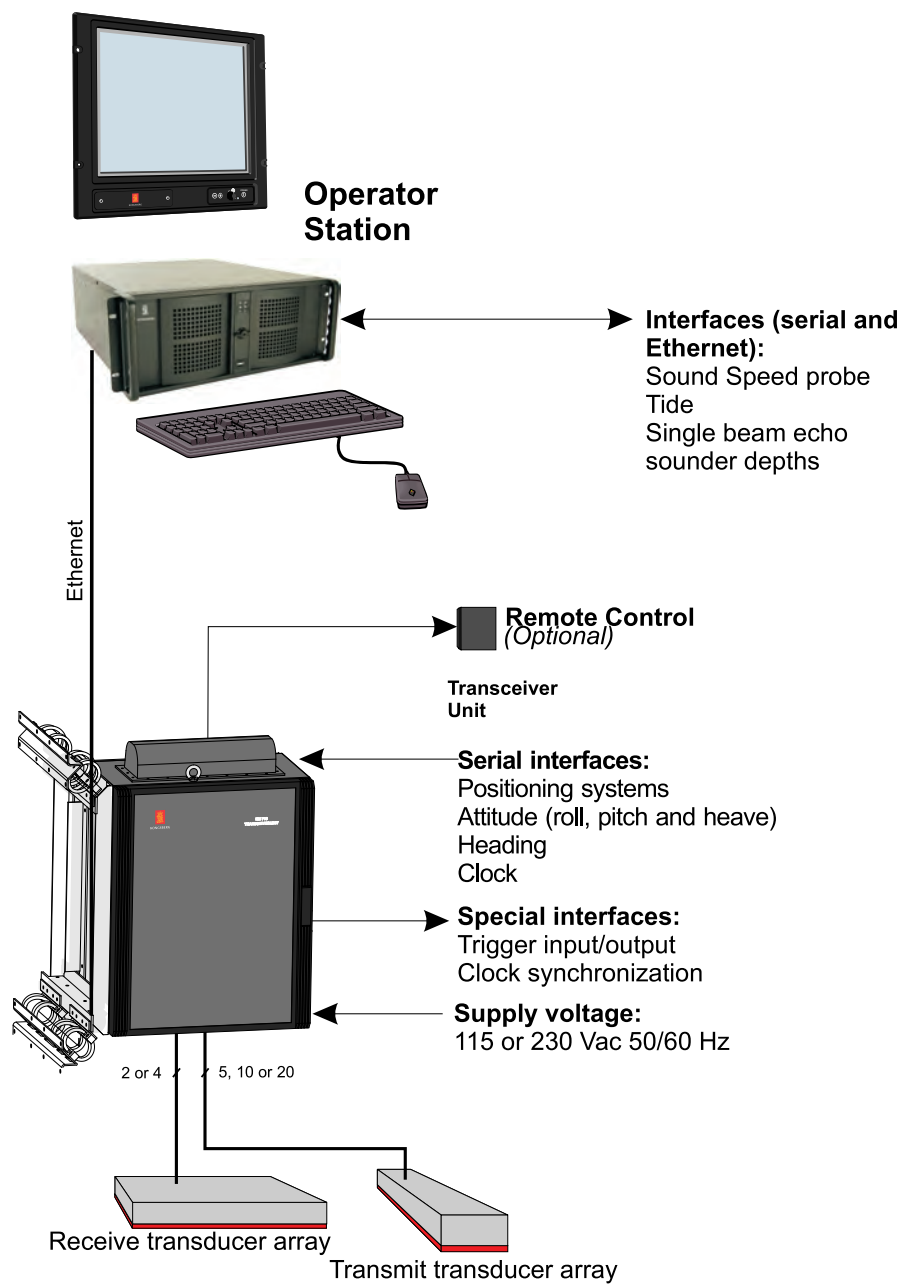 Operator
Station
Interfaces (serial and
Ethernet):
Sound Speed probe
Tide
Single beam echo
sounder depths
Ethernet
Remote Control
(Optional)
Transceiver
Unit
Serial interfaces:
Positioning systems
Attitude (roll, pitch and heave)
Heading
Clock
Special interfaces:
Trigger input/output
Clock synchronization
Supply voltage:
115 or 230 Vac 50/60 Hz
2 or 4
5, 10 or 20
Receive transducer array
Transmit transducer array